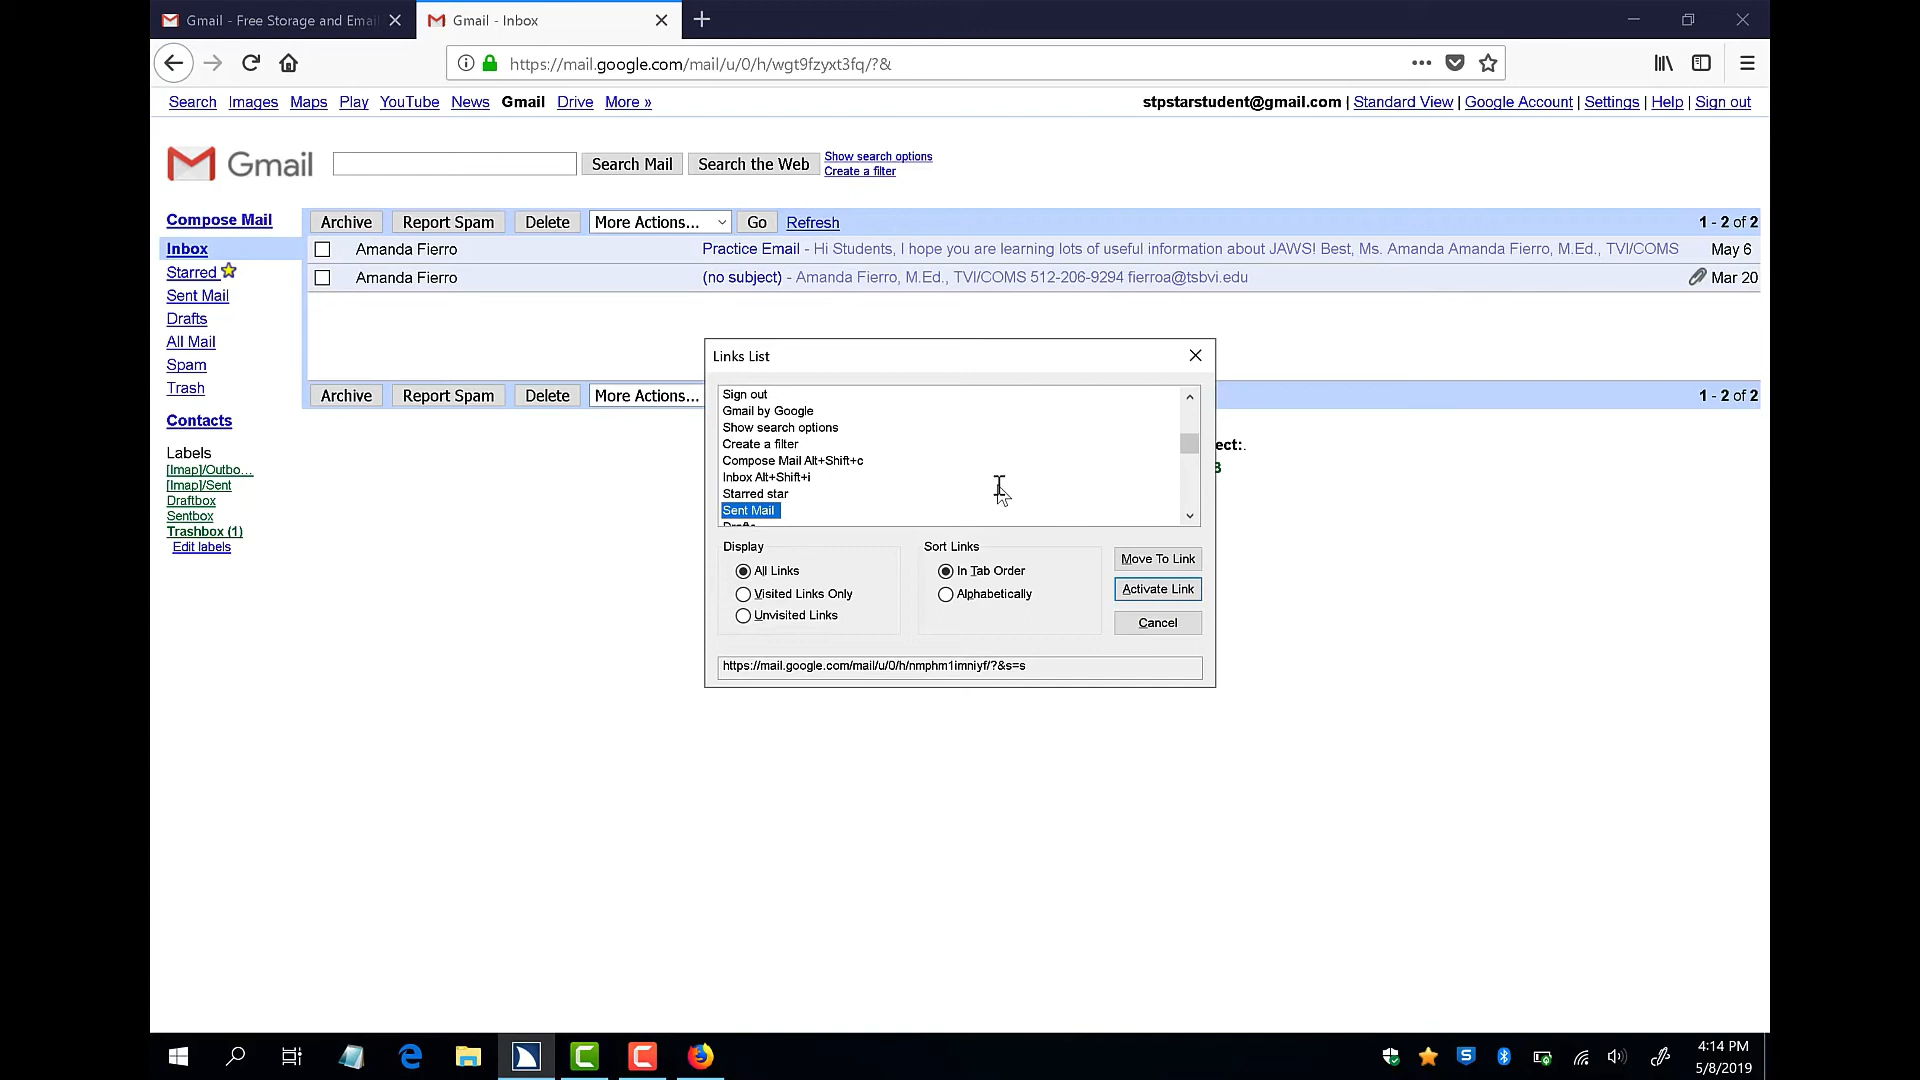 Gmail - Free Storage and Emai
Gmail - Inbox
https://mail.google.com/mail/u/0/h/wgt9fzyxt3fq/?&
Search Images Maps Play YouTube News Gmail Drive More »
stpstarstudent@gmail.com | Standard View | Google Account | Settings | Help | Sign out
Gmail
Search Mail
Search the Web
Show search options
Create a filter
Compose Mail
Inbox
Starred
Sent Mail
Drafts
All Mail
Spam
Trash
Contacts
Labels
[Imap]/Outbo...
[Imap]/Sent
Draftbox
Sentbox
Trashbox (1)
Edit labels
Archive Report Spam Delete More Actions... Go Refresh 1 - 2 of 2
Amanda Fierro Practice Email - Hi Students, I hope you are learning lots of useful information about JAWS! Best, Ms. Amanda Amanda Fierro, M.Ed., TVI/COMS May 6
Amanda Fierro (no subject) - Amanda Fierro, M.Ed., TVI/COMS 512-206-9294 fierroa@tsbvi.edu Mar 20
Archive Report Spam Delete More Actions... 1 - 2 of 2
ect:.
Links List
Sign out
Gmail by Google
Show search options
Create a filter
Compose Mail Alt+Shift+c
Inbox Alt+Shift+i
Starred star
Sent Mail
Drafts
Display
All Links
Visited Links Only
Unvisited Links
Sort Links
In Tab Order
Alphabetically
Move To Link
Activate Link
Cancel
https://mail.google.com/mail/u/0/h/nmphm1imniyf/?&s=s
4:14 PM
5/8/2019